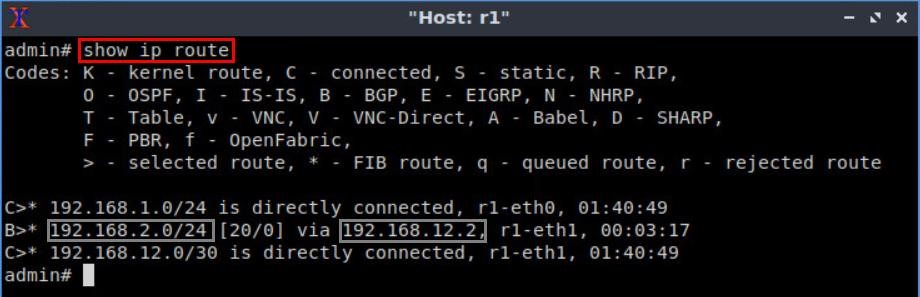 "Host: r1"
admin# show ip route
Codes: K - kernel route, C - connected, S - static, R - RIP,
       O - OSPF, I - IS-IS, B - BGP, E - EIGRP, N - NHRP,
       T - Table, v - VNC, V - VNC-Direct, A - Babel, D - SHARP,
       F - PBR, f - OpenFabric,
       > - selected route, * - FIB route, q - queued route, r - rejected route
C>* 192.168.1.0/24 is directly connected, r1-eth0, 01:40:49
B>* 192.168.2.0/24 [20/0] via 192.168.12.2, r1-eth1, 00:03:17
C>* 192.168.12.0/30 is directly connected, r1-eth1, 01:40:49
admin#